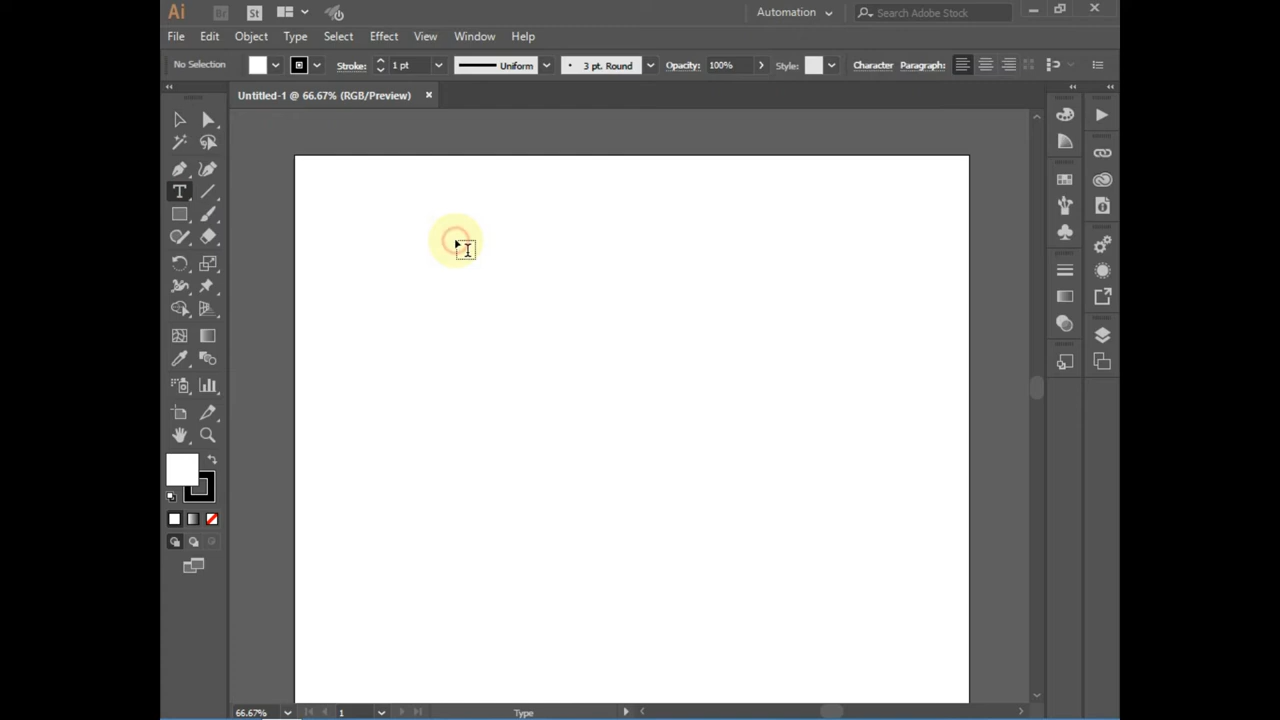 Ai Br St Automation Search Adobe Stock
File Edit Object Type Select Effect View Window Help
No Selection Stroke: 1 pt Uniform 3 pt. Round Opacity: 100% Style: Character Paragraph:
Untitled-1 @ 66.67% (RGB/Preview)
T
66.67% 1 Type